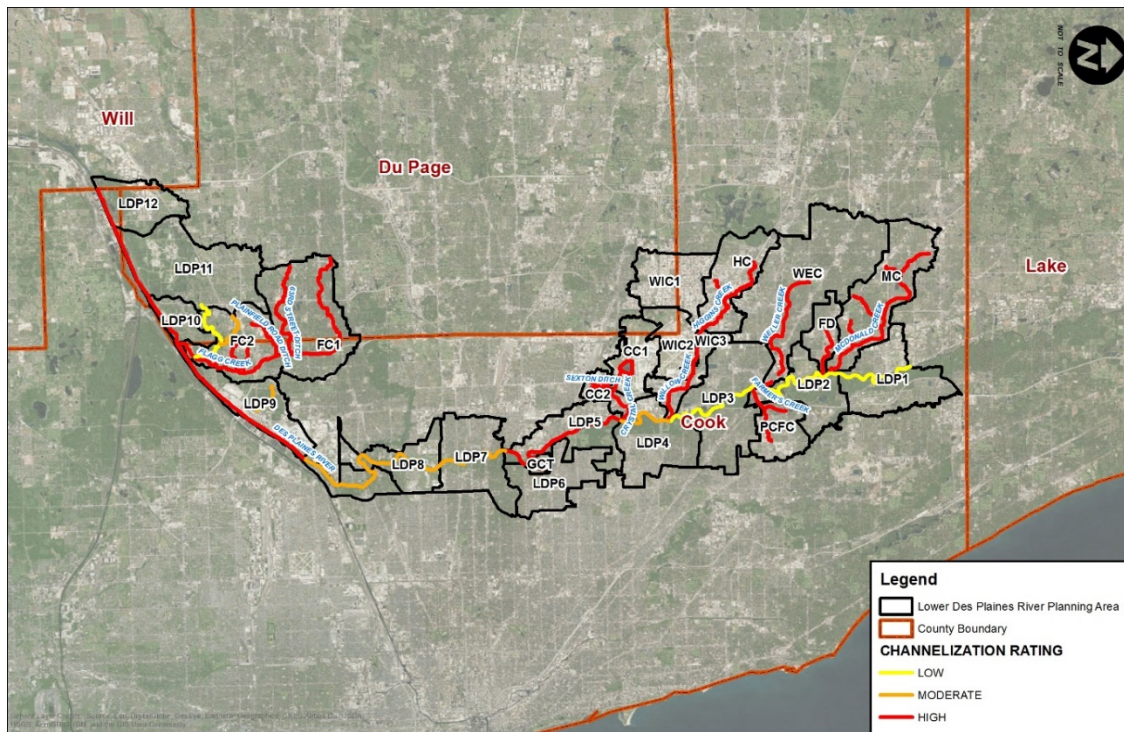 NOT TO SCALE
N
Will
Du Page
Lake
Cook
LDP12
LDP11
LDP10
FLAGG CREEK
PLAINFIELD ROAD DITCH
FC2
63RD STREET DITCH
FC1
LDP9
DES PLAINES RIVER
LDP8
LDP7
GCT
LDP6
LDP5
SEXTON DITCH
CC2
CC1
CRYSTAL CREEK
LDP4
WIC1
WIC2
WILLOW CREEK
WIC3
HIGGINS CREEK
HC
LDP3
WEC
WELLER CREEK
FARMER'S CREEK
PCFC
FD
LDP2
MCDONALD CREEK
MC
LDP1
Legend
Lower Des Plaines River Planning Area
County Boundary
CHANNELIZATION RATING
LOW
MODERATE
HIGH